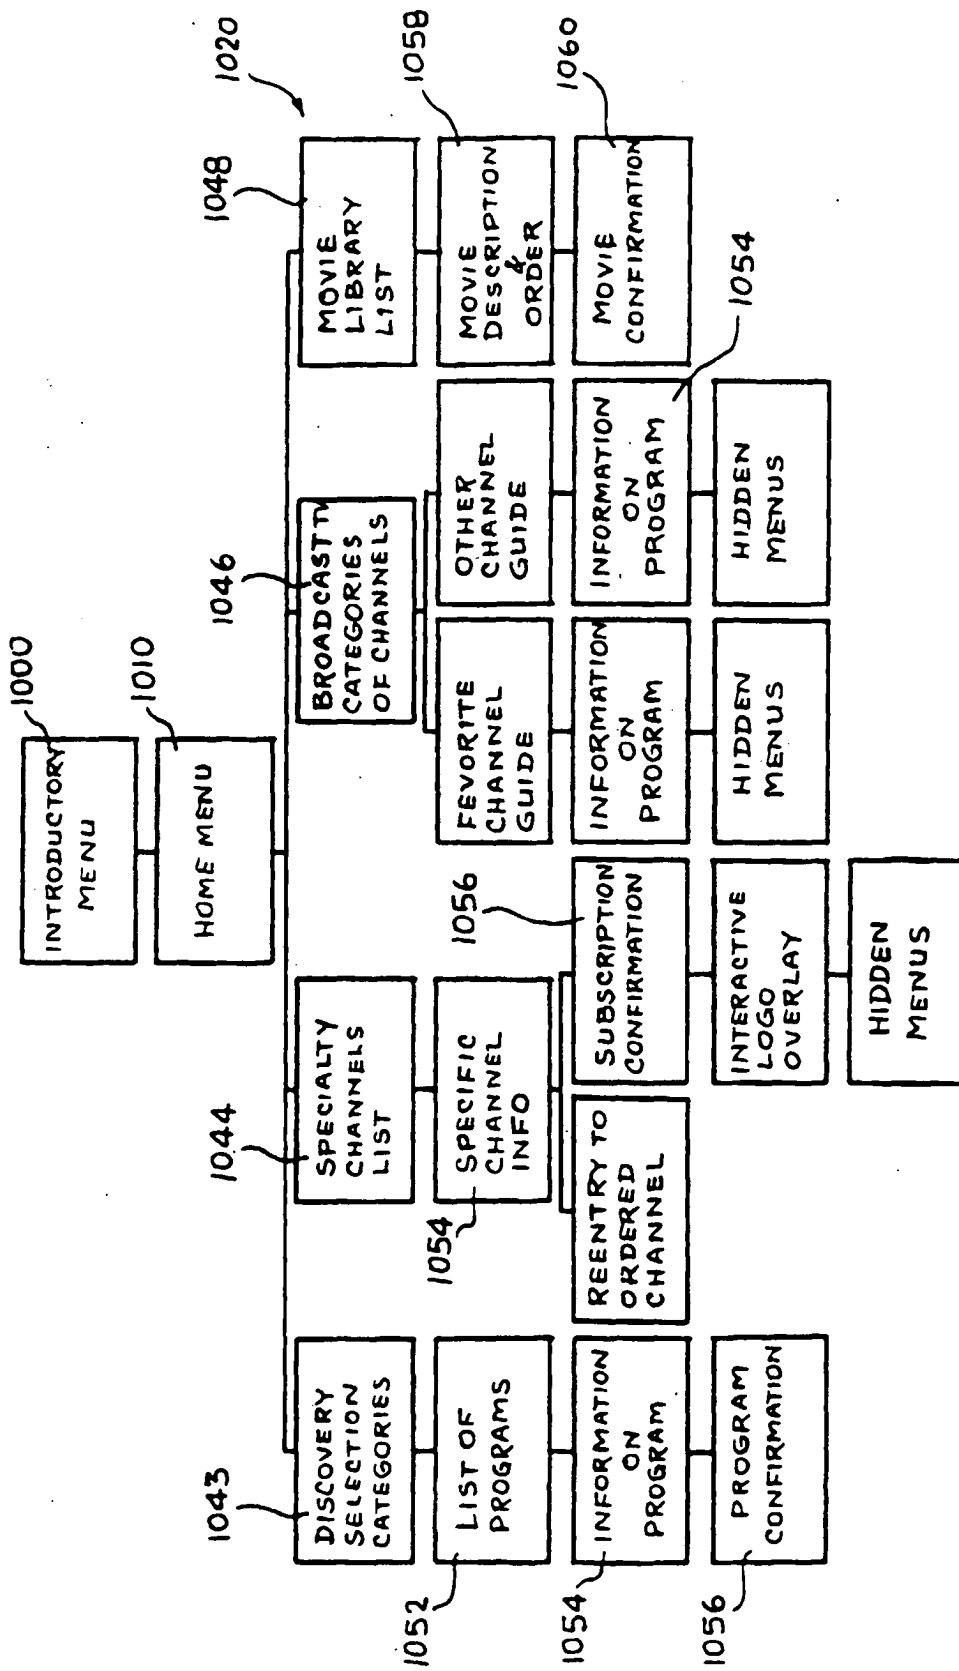 1000
INTRODUCTORY
MENU
1010
HOME MENU
1020
1043
DISCOVERY
SELECTION
CATEGORIES
1044
SPECIALTY
CHANNELS
LIST
1046
BROADCAST TV
CATEGORIES
OF CHANNELS
1048
MOVIE
LIBRARY
LIST
1052
LIST OF
PROGRAMS
1054
SPECIFIC
CHANNEL
INFO
FEVORITE
CHANNEL
GUIDE
OTHER
CHANNEL
GUIDE
1058
MOVIE
DESCRIPTION
&
ORDER
1054
INFORMATION
ON
PROGRAM
REENTRY TO
ORDERED
CHANNEL
1056
SUBSCRIPTION
CONFIRMATION
INFORMATION
ON
PROGRAM
INFORMATION
ON
PROGRAM
1054
1060
MOVIE
CONFIRMATION
1056
PROGRAM
CONFIRMATION
INTERACTIVE
LOGO
OVERLAY
HIDDEN
MENUS
HIDDEN
MENUS
HIDDEN
MENUS